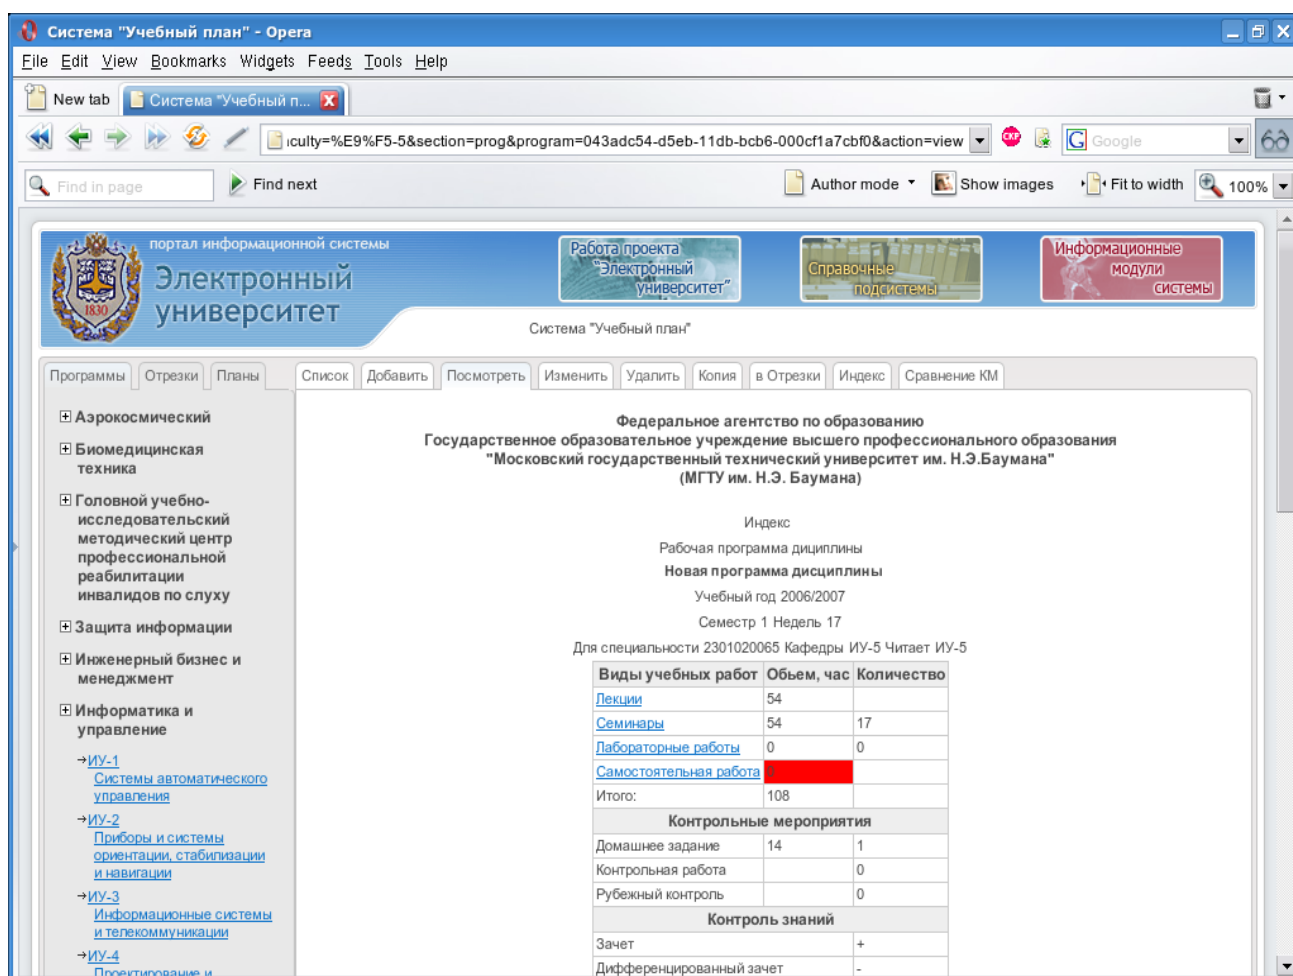 Система "Учебный план" - Opera
File Edit View Bookmarks Widgets Feeds Tools Help
New tab Система "Учебный п...
ıculty=%E9%F5-5&section=prog&program=043adc54-d5eb-11db-bcb6-000cf1a7cbf0&action=view CKP G Google
Find in page Find next Author mode Show images Fit to width 100%
портал информационной системы
Электронный
университет
1830
Работа проекта
"Электронный
университет"
Справочные
подсистемы
Информационные
модули
системы
Система "Учебный план"
Программы Отрезки Планы Список Добавить Посмотреть Изменить Удалить Копия в Отрезки Индекс Сравнение КМ
Аэрокосмический
Биомедицинская
техника
Головной учебно-
исследовательский
методический центр
профессиональной
реабилитации
инвалидов по слуху
Защита информации
Инженерный бизнес и
менеджмент
Информатика и
управление
→ИУ-1
Системы автоматического
управления
→ИУ-2
Приборы и системы
ориентации, стабилизации
и навигации
→ИУ-3
Информационные системы
и телекоммуникации
→ИУ-4
Проектирование и
Федеральное агентство по образованию
Государственное образовательное учреждение высшего профессионального образования
"Московский государственный технический университет им. Н.Э.Баумана"
(МГТУ им. Н.Э. Баумана)
Индекс
Рабочая программа дициплины
Новая программа дисциплины
Учебный год 2006/2007
Семестр 1 Недель 17
Для специальности 2301020065 Кафедры ИУ-5 Читает ИУ-5
Виды учебных работ Обьем, час Количество
Лекции 54
Семинары 54 17
Лабораторные работы 0 0
Самостоятельная работа 0
Итого: 108
Контрольные мероприятия
Домашнее задание 14 1
Контрольная работа 0
Рубежный контроль 0
Контроль знаний
Зачет +
Дифференцированный зачет -